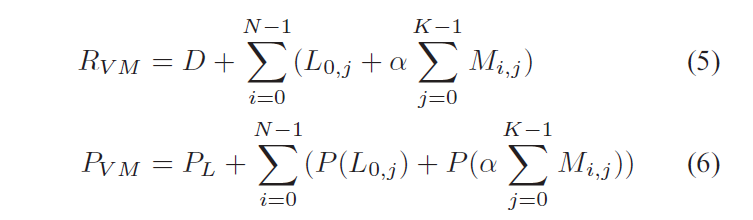 $R_{VM} = D + \sum_{i=0}^{N-1} (L_{0,j} + \alpha \sum_{j=0}^{K-1} M_{i,j})$ (5)
$P_{VM} = P_L + \sum_{i=0}^{N-1} (P(L_{0,j}) + P(\alpha \sum_{j=0}^{K-1} M_{i,j}))$ (6)